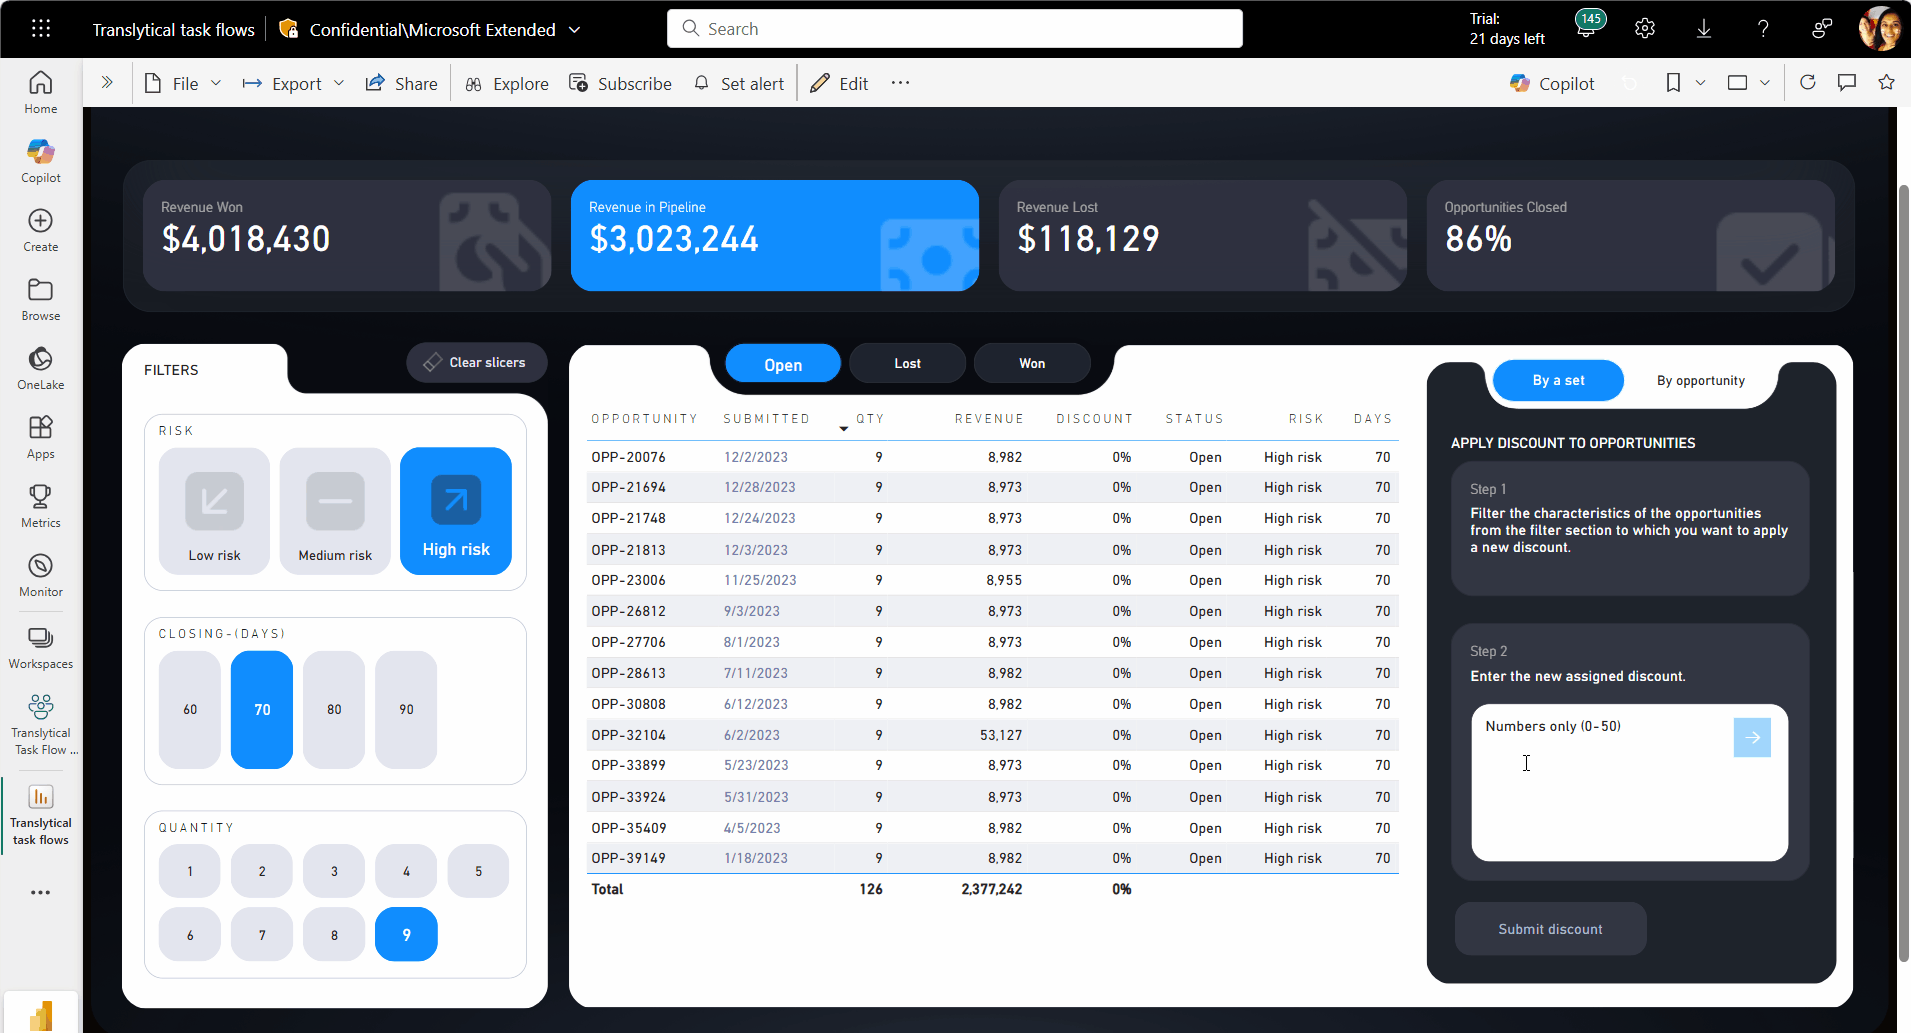 Translytical task flows
Confidential\Microsoft Extended
Search
Trial:
21 days left
145
File
Export
Share
Explore
Subscribe
Set alert
Edit
Copilot
Home
Copilot
Create
Browse
OneLake
Apps
Metrics
Monitor
Workspaces
Translytical
Task Flow ...
Translytical
task flows
Revenue Won
$4,018,430
Revenue in Pipeline
$3,023,244
Revenue Lost
$118,129
Opportunities Closed
86%
FILTERS
Clear slicers
RISK
Low risk
Medium risk
High risk
CLOSING-(DAYS)
60 70 80 90
QUANTITY
1 2 3 4 5
6 7 8 9
Open Lost Won
OPPORTUNITY SUBMITTED QTY REVENUE DISCOUNT STATUS RISK DAYS
OPP-20076 12/2/2023 9 8,982 0% Open High risk 70
OPP-21694 12/28/2023 9 8,973 0% Open High risk 70
OPP-21748 12/24/2023 9 8,973 0% Open High risk 70
OPP-21813 12/3/2023 9 8,973 0% Open High risk 70
OPP-23006 11/25/2023 9 8,955 0% Open High risk 70
OPP-26812 9/3/2023 9 8,973 0% Open High risk 70
OPP-27706 8/1/2023 9 8,973 0% Open High risk 70
OPP-28613 7/11/2023 9 8,982 0% Open High risk 70
OPP-30808 6/12/2023 9 8,982 0% Open High risk 70
OPP-32104 6/2/2023 9 53,127 0% Open High risk 70
OPP-33899 5/23/2023 9 8,973 0% Open High risk 70
OPP-33924 5/31/2023 9 8,973 0% Open High risk 70
OPP-35409 4/5/2023 9 8,982 0% Open High risk 70
OPP-39149 1/18/2023 9 8,982 0% Open High risk 70
Total 126 2,377,242 0%
By a set
By opportunity
APPLY DISCOUNT TO OPPORTUNITIES
Step 1
Filter the characteristics of the opportunities
from the filter section to which you want to apply
a new discount.
Step 2
Enter the new assigned discount.
Numbers only (0-50)
Submit discount